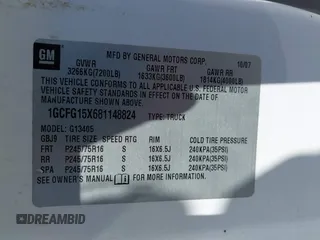 GM
MFD BY GENERAL MOTORS CORP.
10/07
GVWR GAWR FRT GAWR RR
3266KG(7200LB) 1633KG(3600LB) 1814KG(4000LB)
THIS VEHICLE CONFORMS TO ALL APPLICABLE
U.S. FEDERAL MOTOR VEHICLE SAFETY STANDARDS IN
EFFECT ON THE DATE OF MANUFACTURE SHOWN ABOVE.
1GCFG15X681148824 TYPE: TRUCK
MODEL: G13405
GBJ9 TIRE SIZE SPEED RTG RIM COLD TIRE PRESSURE
FRT P245/75R16 S 16X6.5J 240KPA(35PSI)
RR P245/75R16 S 16X6.5J 240KPA(35PSI)
SPA P245/75R16 S 16X6.5J 240KPA(35PSI)
SEE OWNER'S MANUAL FOR MORE INFORMATION.
DREAMBID